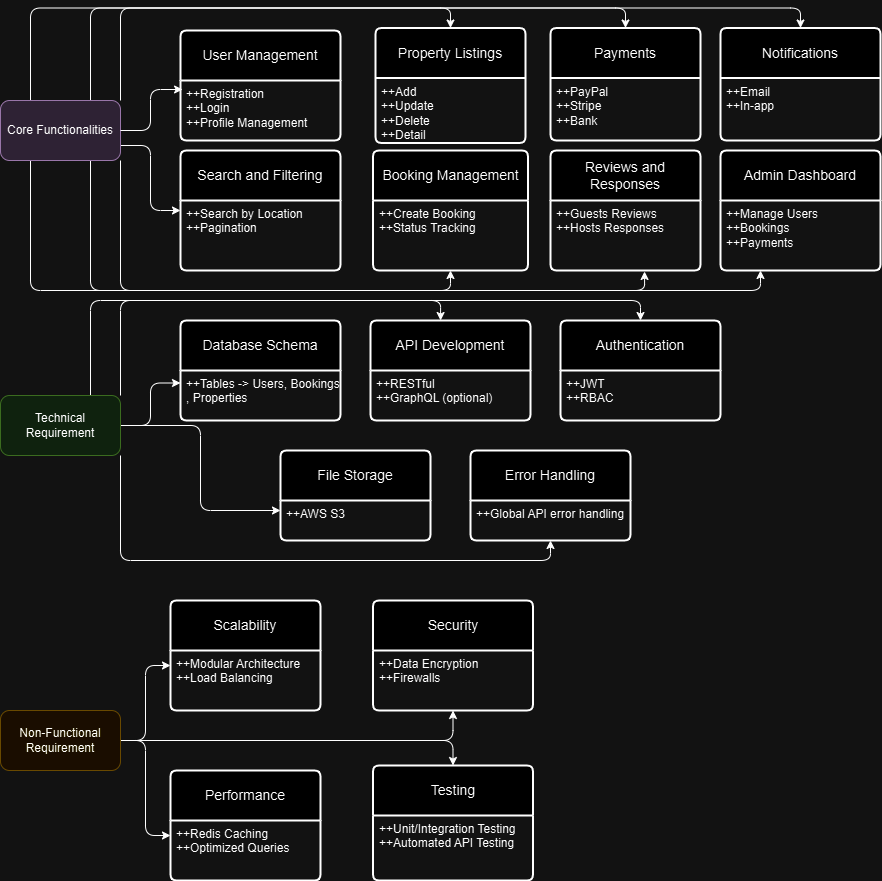 Core Functionalities
User Management
++Registration
++Login
++Profile Management
Property Listings
++Add
++Update
++Delete
++Detail
Payments
++PayPal
++Stripe
++Bank
Notifications
++Email
++In-app
Search and Filtering
++Search by Location
++Pagination
Booking Management
++Create Booking
++Status Tracking
Reviews and
Responses
++Guests Reviews
++Hosts Responses
Admin Dashboard
++Manage Users
++Bookings
++Payments
Technical
Requirement
Database Schema
++Tables -> Users, Bookings
, Properties
API Development
++RESTful
++GraphQL (optional)
Authentication
++JWT
++RBAC
File Storage
++AWS S3
Error Handling
++Global API error handling
Non-Functional
Requirement
Scalability
++Modular Architecture
++Load Balancing
Security
++Data Encryption
++Firewalls
Performance
++Redis Caching
++Optimized Queries
Testing
++Unit/Integration Testing
++Automated API Testing